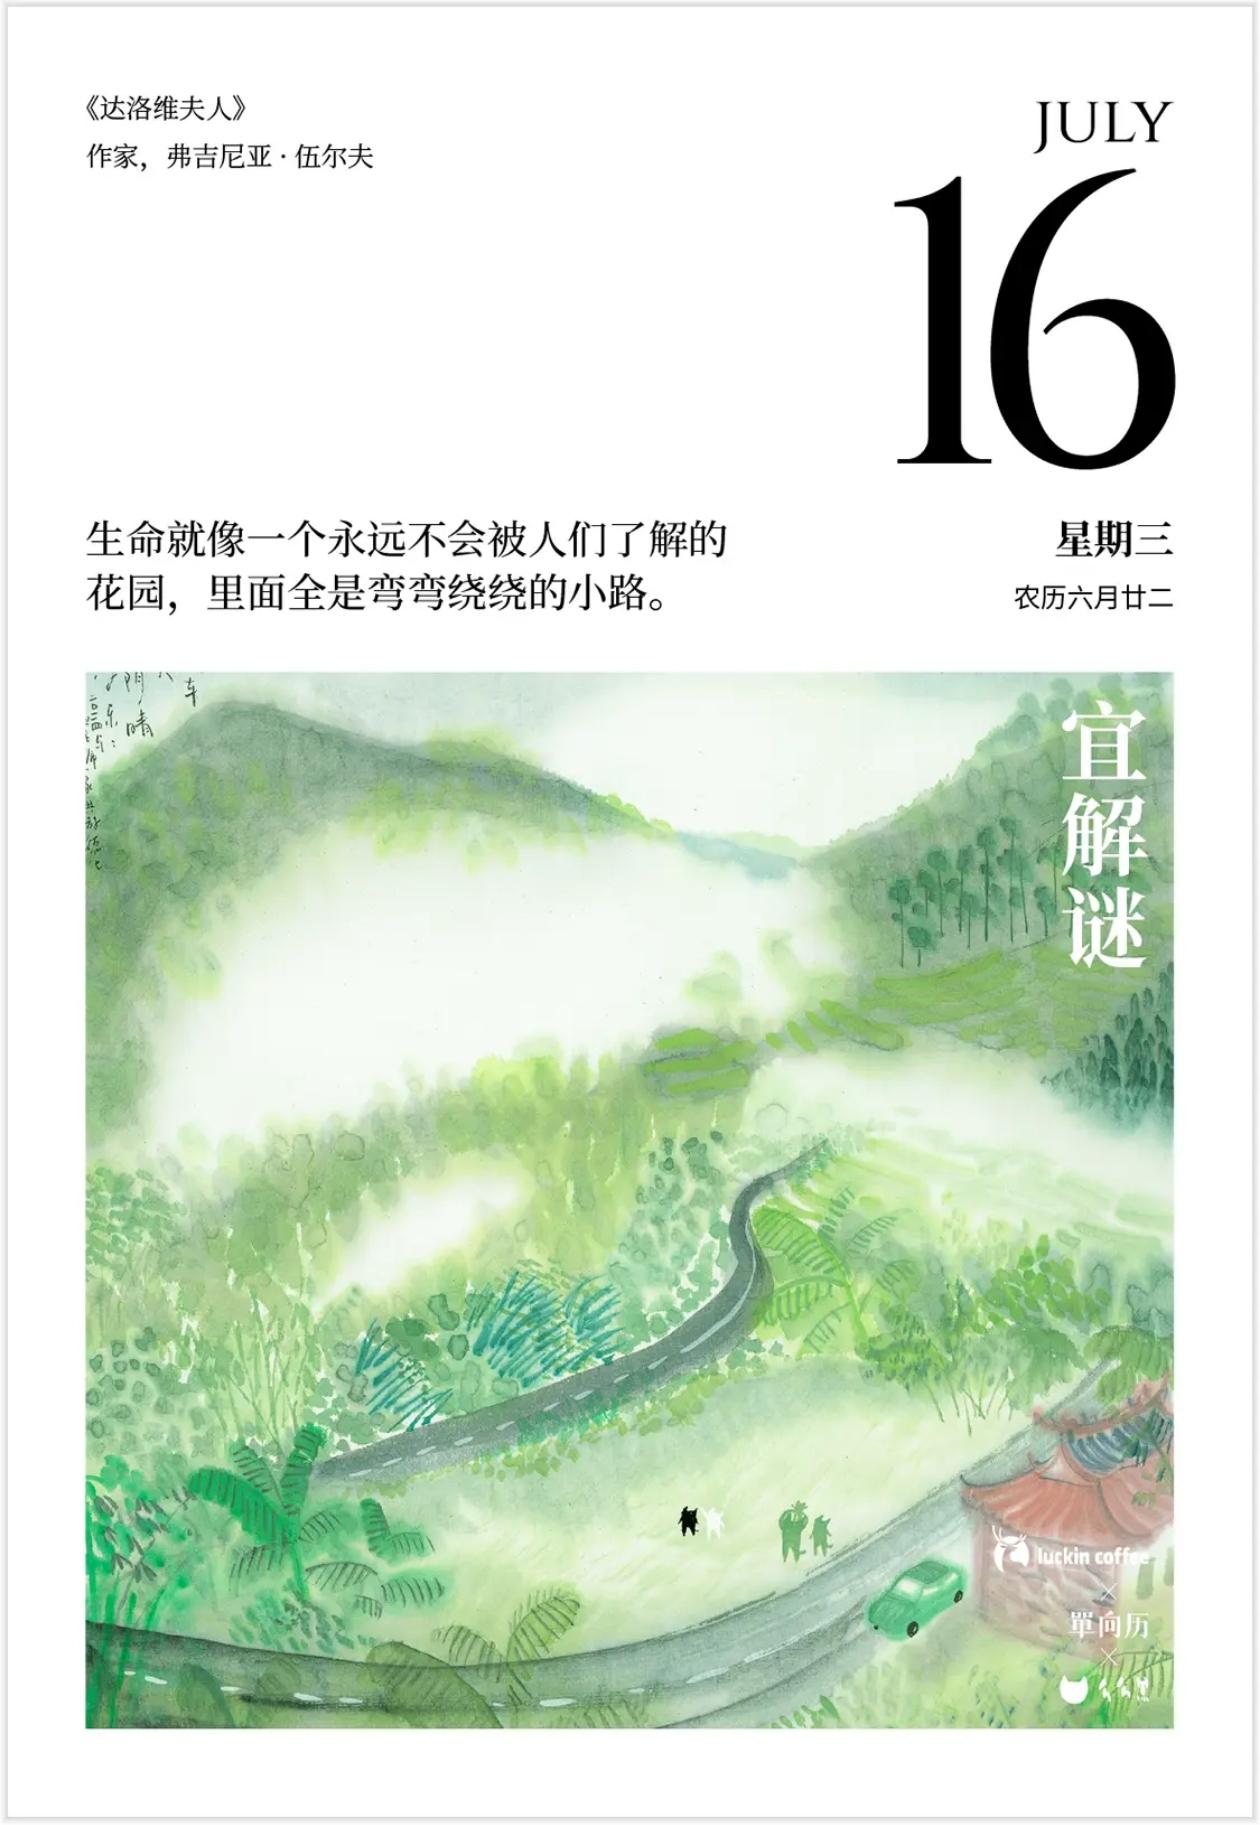 《达洛维夫人》
作家，弗吉尼亚·伍尔夫
JULY
16
生命就像一个永远不会被人们了解的
花园，里面全是弯弯绕绕的小路。
星期三
农历六月廿二
宜解谜
车
晴
luckin coffee
×
單向历
×